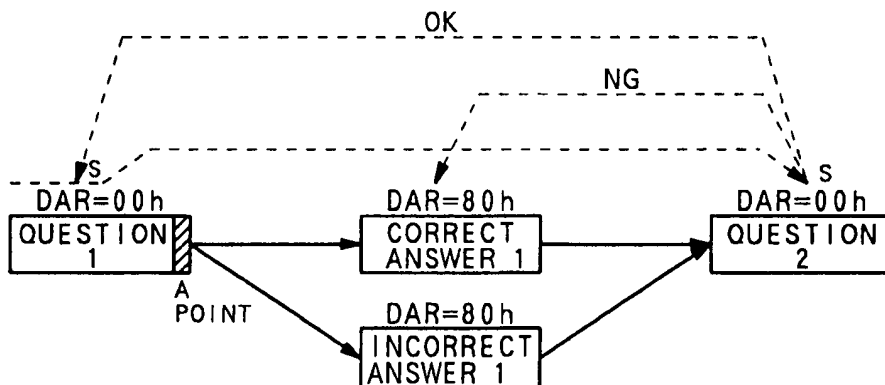 OK
NG
S
S
DAR=00h
DAR=80h
DAR=00h
QUESTION
1
CORRECT
ANSWER 1
QUESTION
2
A
POINT
DAR=80h
INCORRECT
ANSWER 1